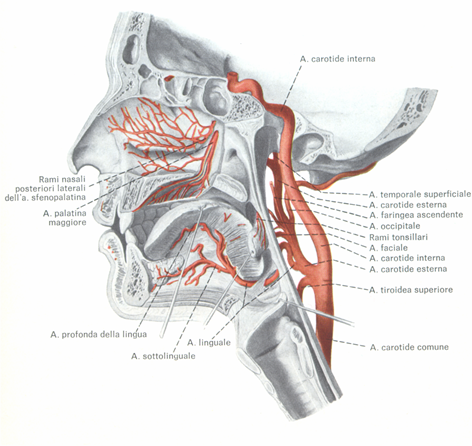 A. carotide interna
Rami nasali
posteriori laterali
dell'a. sfenopalatina
A. palatina
maggiore
A. temporale superficiale
A. carotide esterna
A. faringea ascendente
A. occipitale
Rami tonsillari
A. faciale
A. carotide interna
A. carotide esterna
A. tiroidea superiore
A. profonda della lingua
A. linguale
A. sottolinguale
A. carotide comune